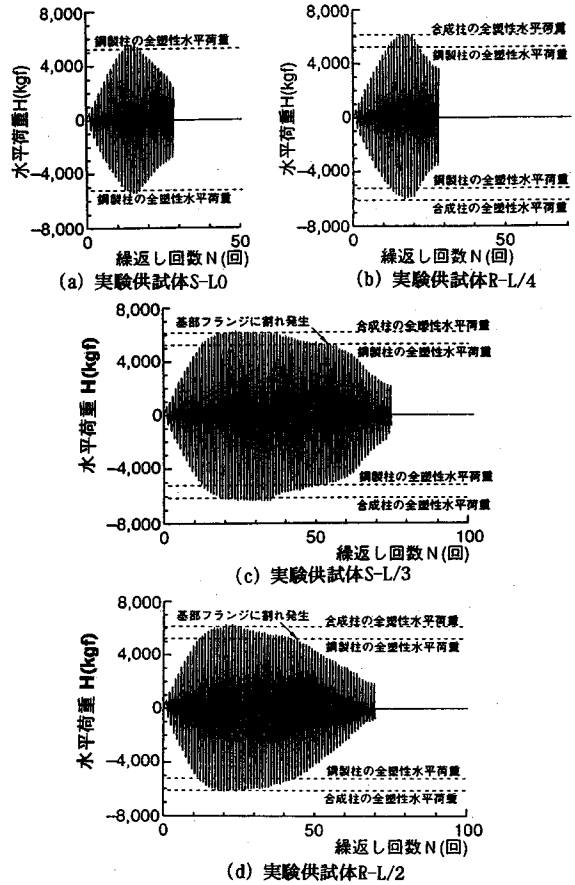 8,000
4,000
0
−4,000
−8,000
水平荷重H(kgf)
鋼製柱の全塑性水平荷重
鋼製柱の全塑性水平荷重
0
50
繰返し回数N(回)
(a) 実験供試体S-L0
8,000
4,000
0
−4,000
−8,000
水平荷重H(kgf)
合成柱の全塑性水平荷重
鋼製柱の全塑性水平荷重
鋼製柱の全塑性水平荷重
合成柱の全塑性水平荷重
0
50
繰返し回数N(回)
(b) 実験供試体R-L/4
8,000
4,000
0
−4,000
−8,000
水平荷重 H(kgf)
基部フランジに割れ発生
合成柱の全塑性水平荷重
鋼製柱の全塑性水平荷重
鋼製柱の全塑性水平荷重
合成柱の全塑性水平荷重
0
50
100
繰返し回数N(回)
(c) 実験供試体S-L/3
8,000
4,000
0
−4,000
−8,000
水平荷重 H(kgf)
基部フランジに割れ発生
合成柱の全塑性水平荷重
鋼製柱の全塑性水平荷重
鋼製柱の全塑性水平荷重
合成柱の全塑性水平荷重
0
50
100
繰返し回数N(回)
(d) 実験供試体R-L/2